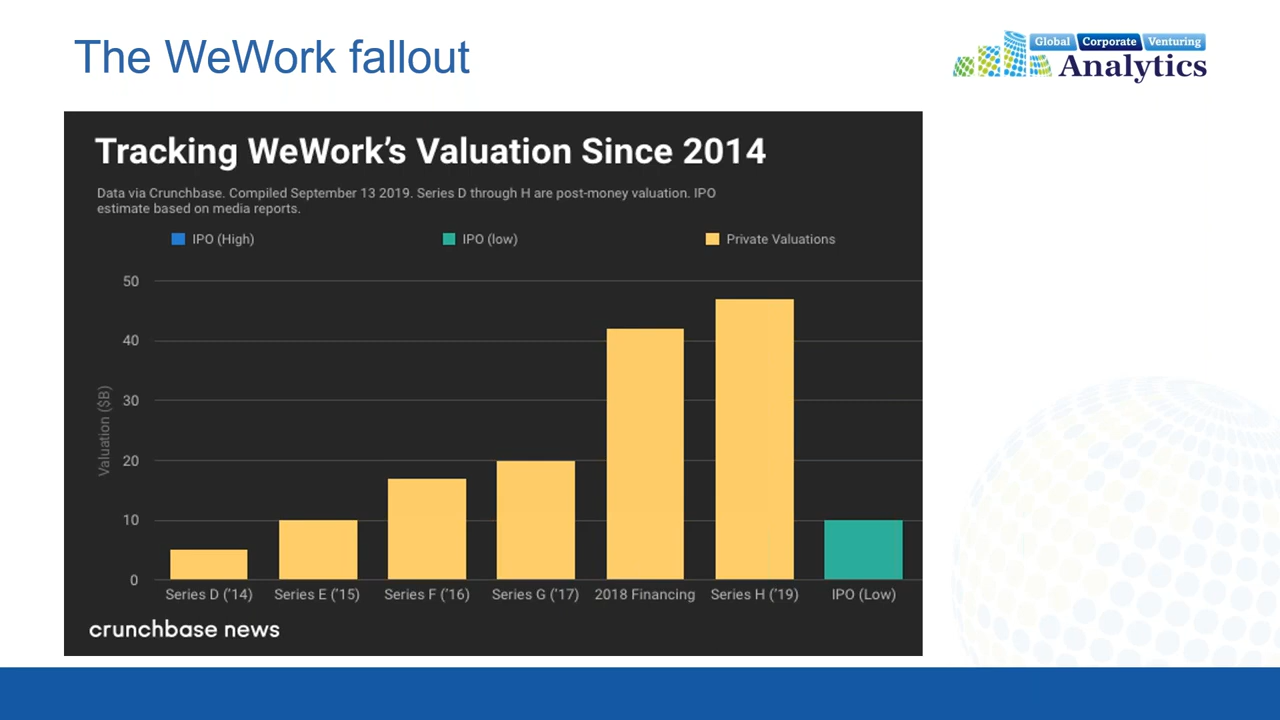 The WeWork fallout
Global Corporate Venturing
Analytics
Tracking WeWork's Valuation Since 2014
Data via Crunchbase. Compiled September 13 2019. Series D through H are post-money valuation. IPO
estimate based on media reports.
IPO (High) IPO (low) Private Valuations
50
40
30
20
10
0
Valuation ($B)
Series D ('14) Series E ('15) Series F ('16) Series G ('17) 2018 Financing Series H ('19) IPO (Low)
crunchbase news